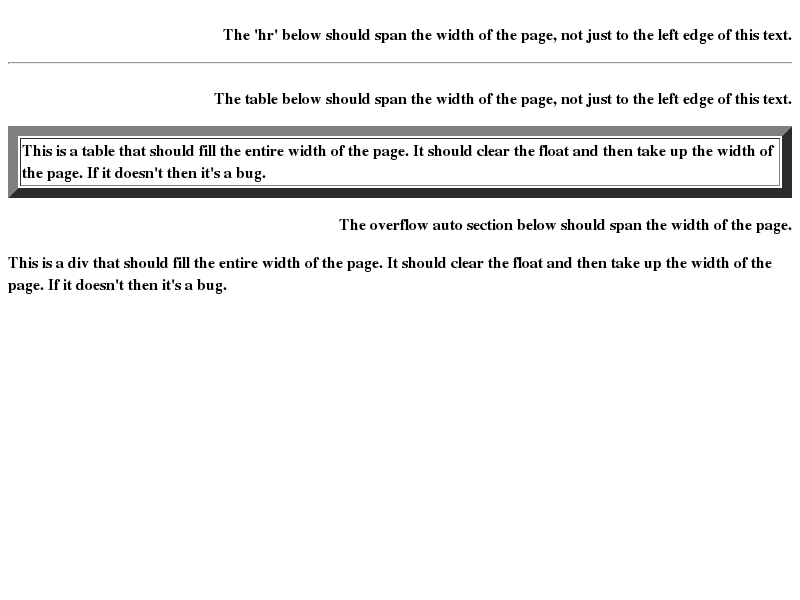 The 'hr' below should span the width of the page, not just to the left edge of this text.
The table below should span the width of the page, not just to the left edge of this text.
This is a table that should fill the entire width of the page. It should clear the float and then take up the width of
the page. If it doesn't then it's a bug.
The overflow auto section below should span the width of the page.
This is a div that should fill the entire width of the page. It should clear the float and then take up the width of the
page. If it doesn't then it's a bug.